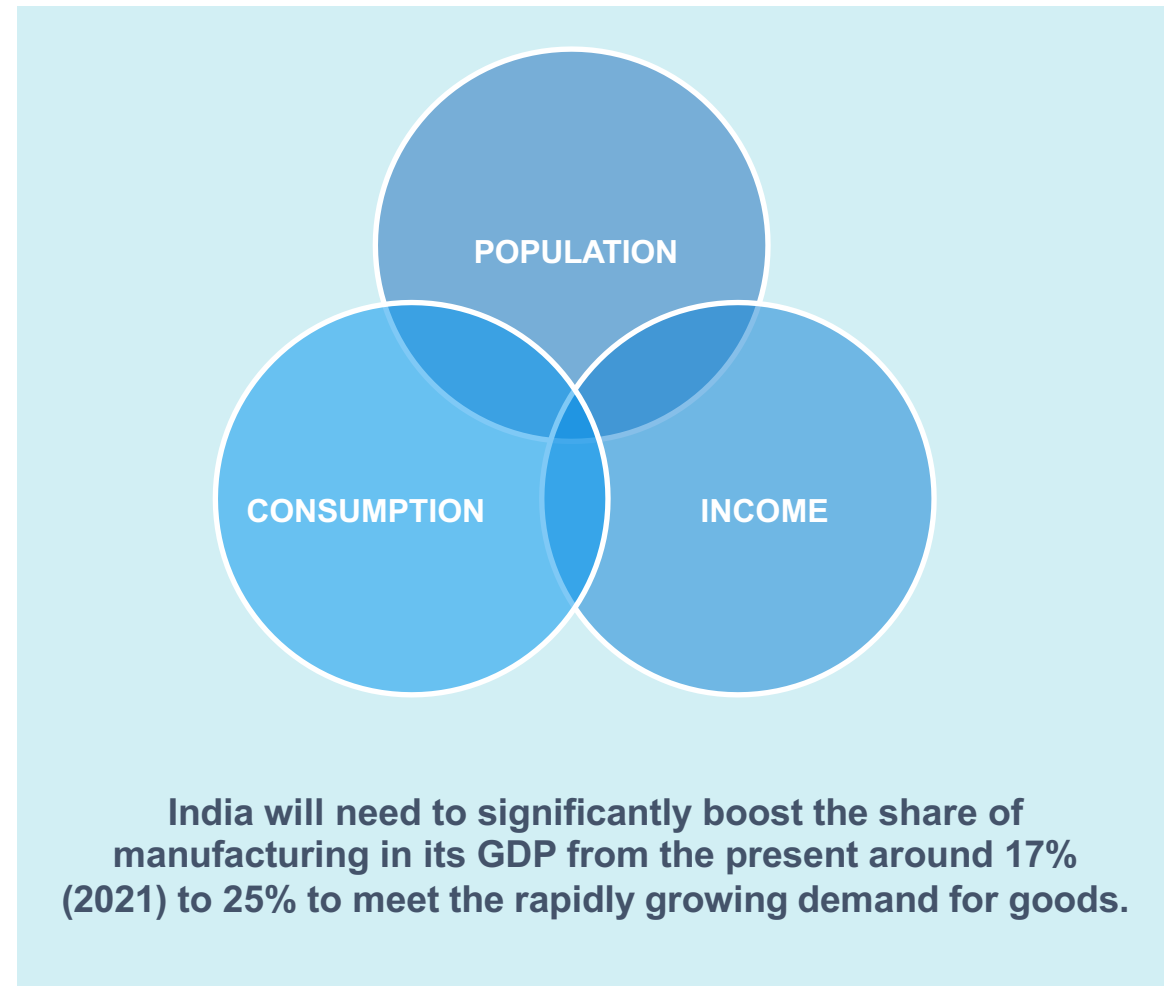 POPULATION
CONSUMPTION
INCOME
India will need to significantly boost the share of
manufacturing in its GDP from the present around 17%
(2021) to 25% to meet the rapidly growing demand for goods.